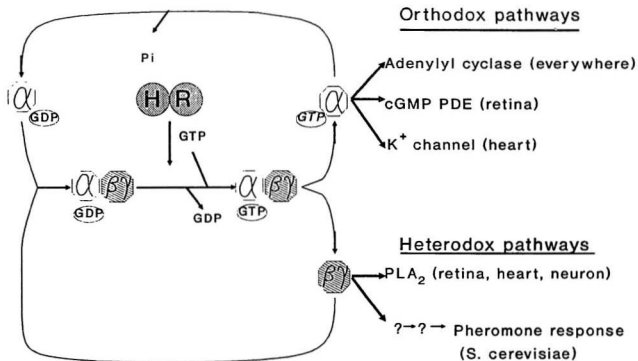 Orthodox pathways
Pi
Adenylyl cyclase (everywhere)
α
GDP
H R
α
GTP
cGMP PDE (retina)
GTP
K+ channel (heart)
α βγ
GDP
GDP
α βγ
GTP
Heterodox pathways
βγ
PLA2 (retina, heart, neuron)
?→?→ Pheromone response
(S. cerevisiae)